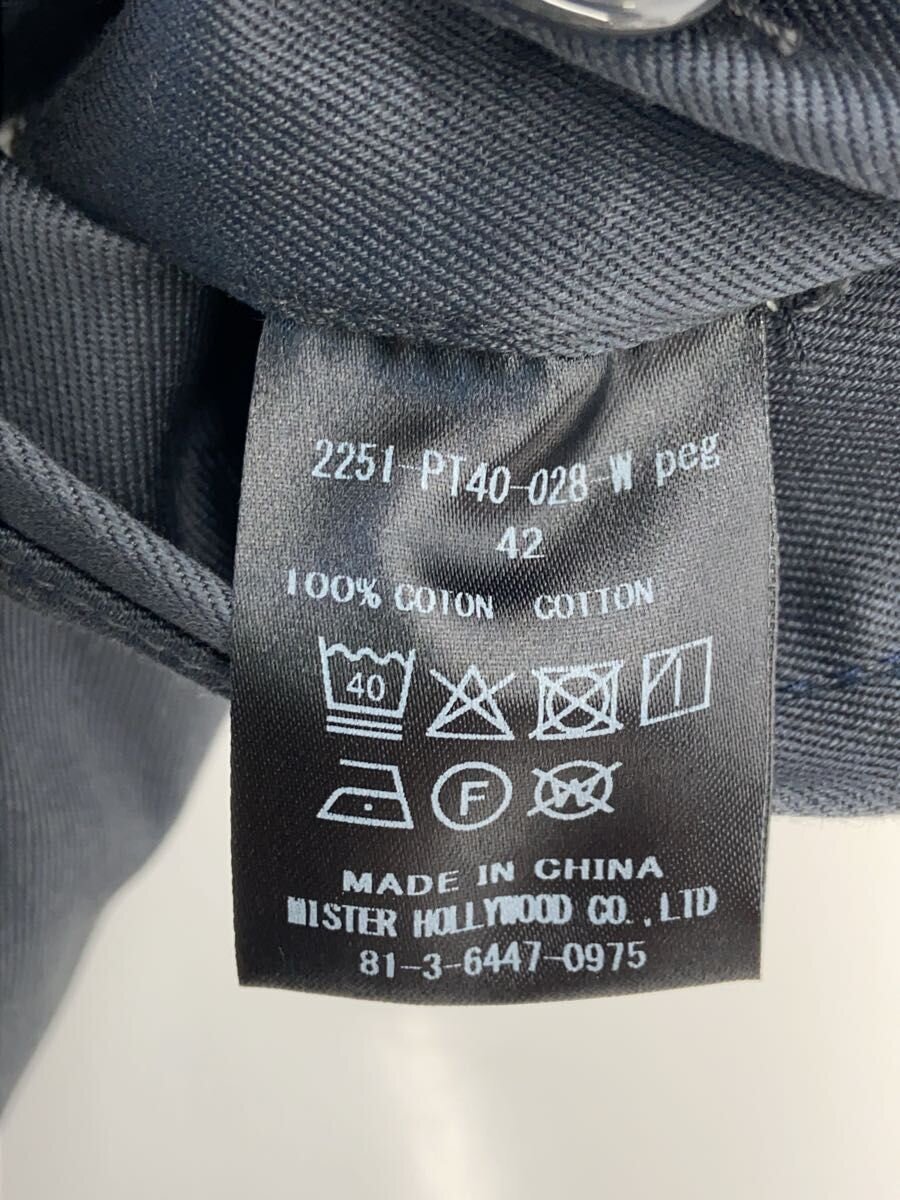 2251-PT40-028-W peg
42
100% COTON COTTON
40
F
W
MADE IN CHINA
MISTER HOLLYWOOD CO.,LTD
81-3-6447-0975